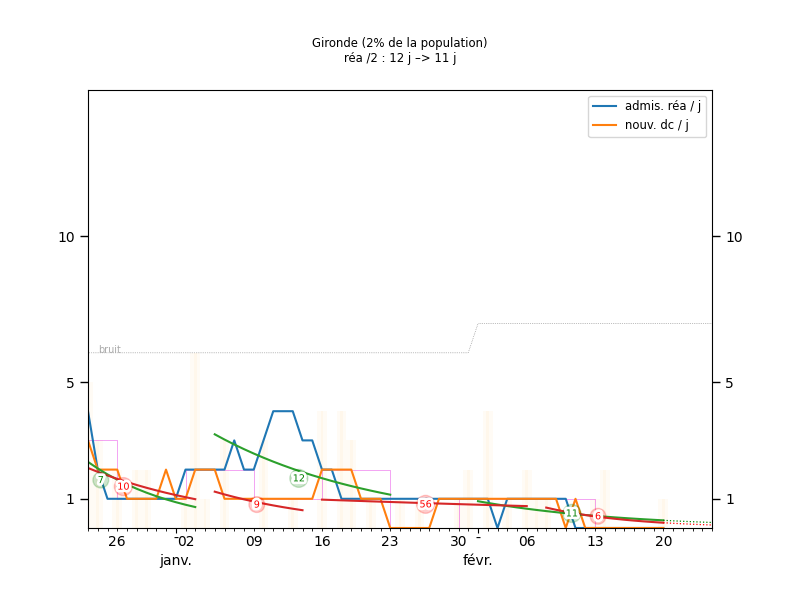 Gironde (2% de la population)
réa /2 : 12 j –> 11 j
admis. réa / j
nouv. dc / j
10 10
bruit
5 5
7 10 12 9 56 11 6
1 1
26 02 09 16 23 30 06 13 20
janv. févr.